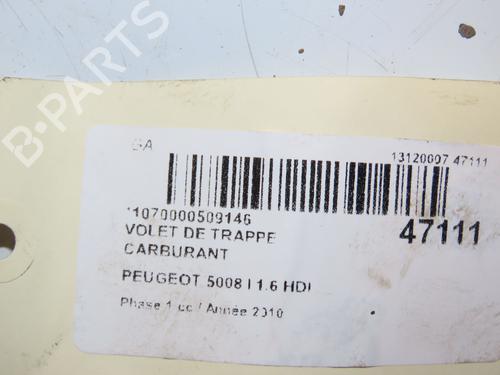 B-PARTS
GA
13120007 47111
*1070000509146
47111
VOLET DE TRAPPE
CARBURANT
PEUGEOT 5008 I 1.6 HDI
Phase 1 cc / Année 2010